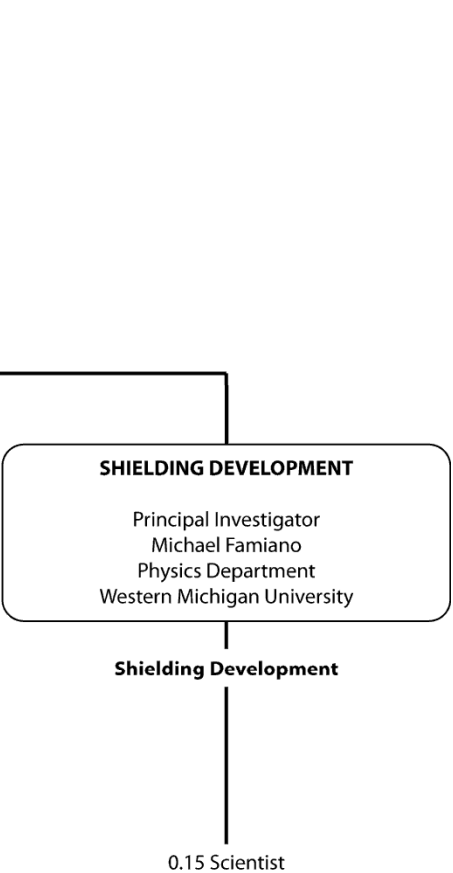 SHIELDING DEVELOPMENT
Principal Investigator
Michael Famiano
Physics Department
Western Michigan University
Shielding Development
0.15 Scientist